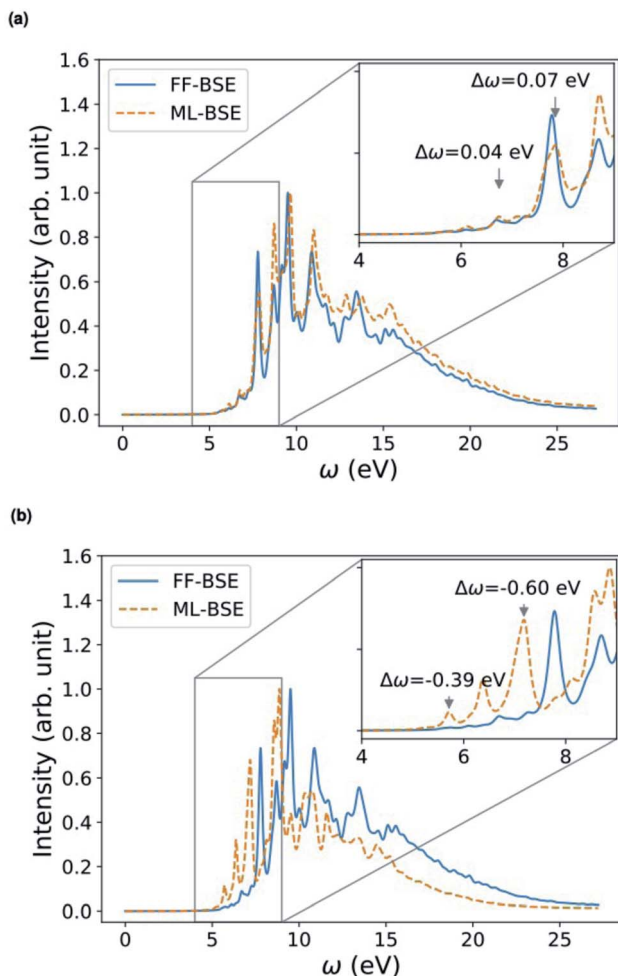 (a)
1.6
1.4
1.2
1.0
0.8
0.6
0.4
0.2
0.0
Intensity (arb. unit)
FF-BSE
ML-BSE
Δω=0.07 eV
Δω=0.04 eV
4
6
8
0
5
10
15
20
25
ω (eV)
(b)
1.6
1.4
1.2
1.0
0.8
0.6
0.4
0.2
0.0
Intensity (arb. unit)
FF-BSE
ML-BSE
Δω=-0.60 eV
Δω=-0.39 eV
4
6
8
0
5
10
15
20
25
ω (eV)